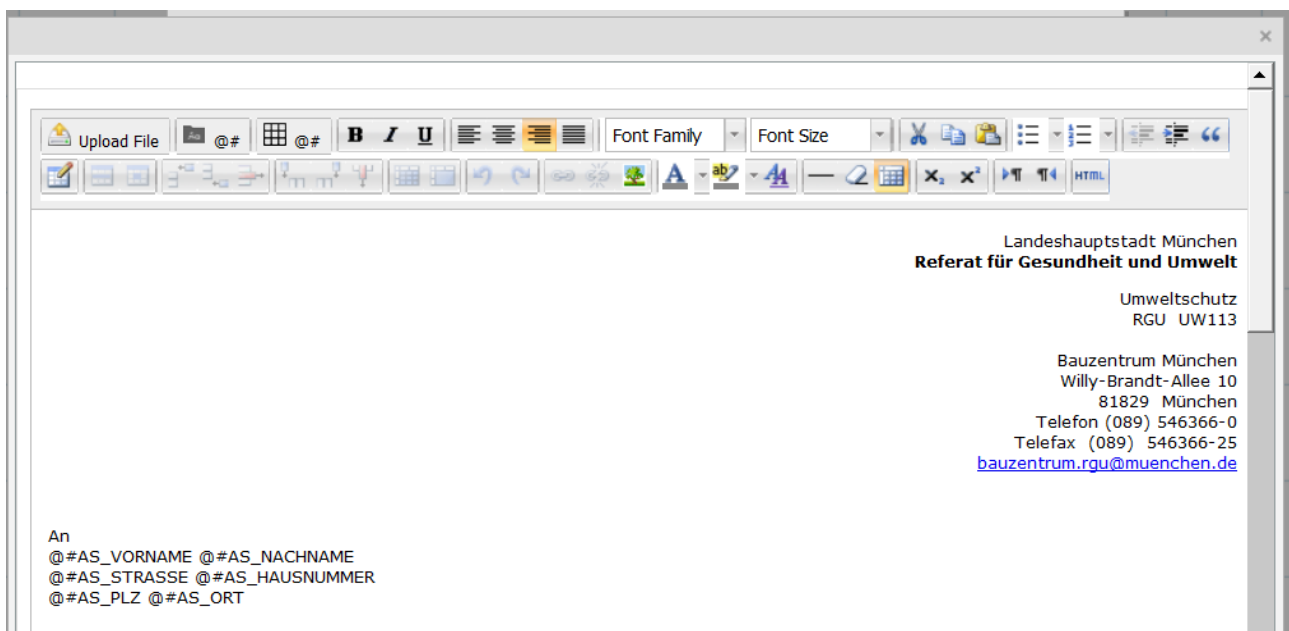 Upload File @# @# B I U Font Family Font Size
HTML
Landeshauptstadt München
Referat für Gesundheit und Umwelt
Umweltschutz
RGU UW113
Bauzentrum München
Willy-Brandt-Allee 10
81829 München
Telefon (089) 546366-0
Telefax (089) 546366-25
bauzentrum.rgu@muenchen.de
An
@#AS_VORNAME @#AS_NACHNAME
@#AS_STRASSE @#AS_HAUSNUMMER
@#AS_PLZ @#AS_ORT